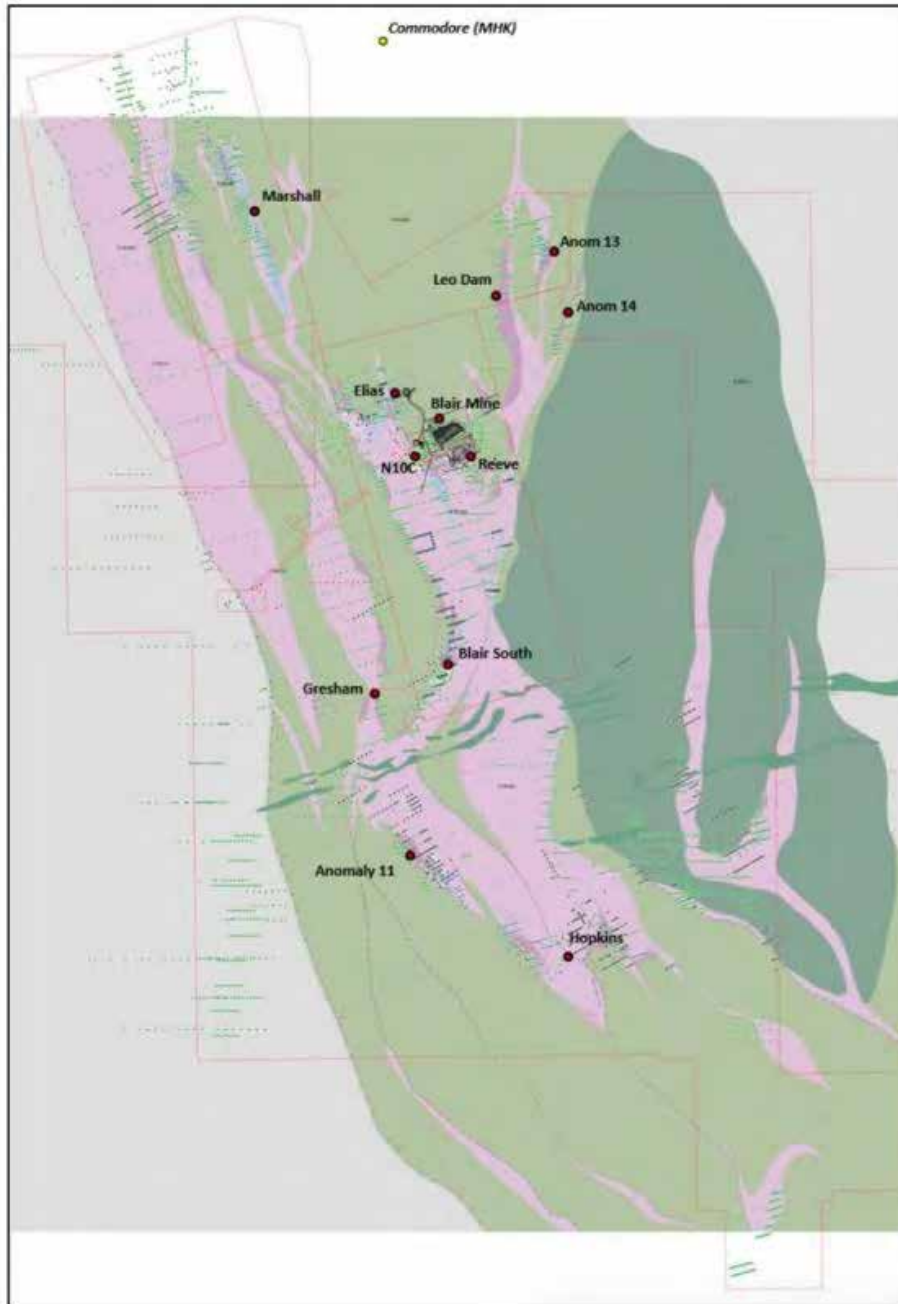 Commodore (MHK)
Marshall
Anom 13
Leo Dam
Anom 14
Elias
Blair Mine
N10C
Reeve
Blair South
Gresham
Anomaly 11
Hopkins